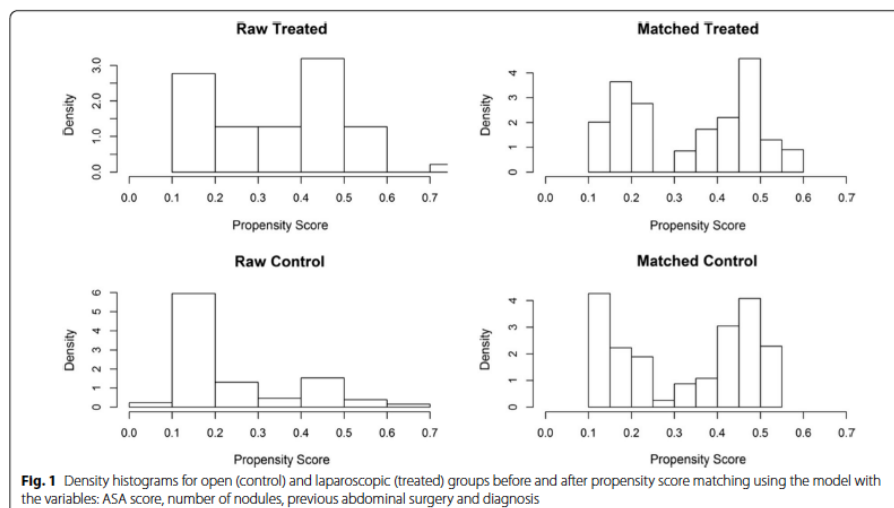 Raw Treated
Density
3.0
2.0
1.0
0.0
0.0 0.1 0.2 0.3 0.4 0.5 0.6 0.7
Propensity Score
Matched Treated
Density
4
3
2
1
0
0.0 0.1 0.2 0.3 0.4 0.5 0.6 0.7
Propensity Score
Raw Control
Density
6
5
4
3
2
1
0
0.0 0.1 0.2 0.3 0.4 0.5 0.6 0.7
Propensity Score
Matched Control
Density
4
3
2
1
0
0.0 0.1 0.2 0.3 0.4 0.5 0.6 0.7
Propensity Score
Fig. 1 Density histograms for open (control) and laparoscopic (treated) groups before and after propensity score matching using the model with
the variables: ASA score, number of nodules, previous abdominal surgery and diagnosis